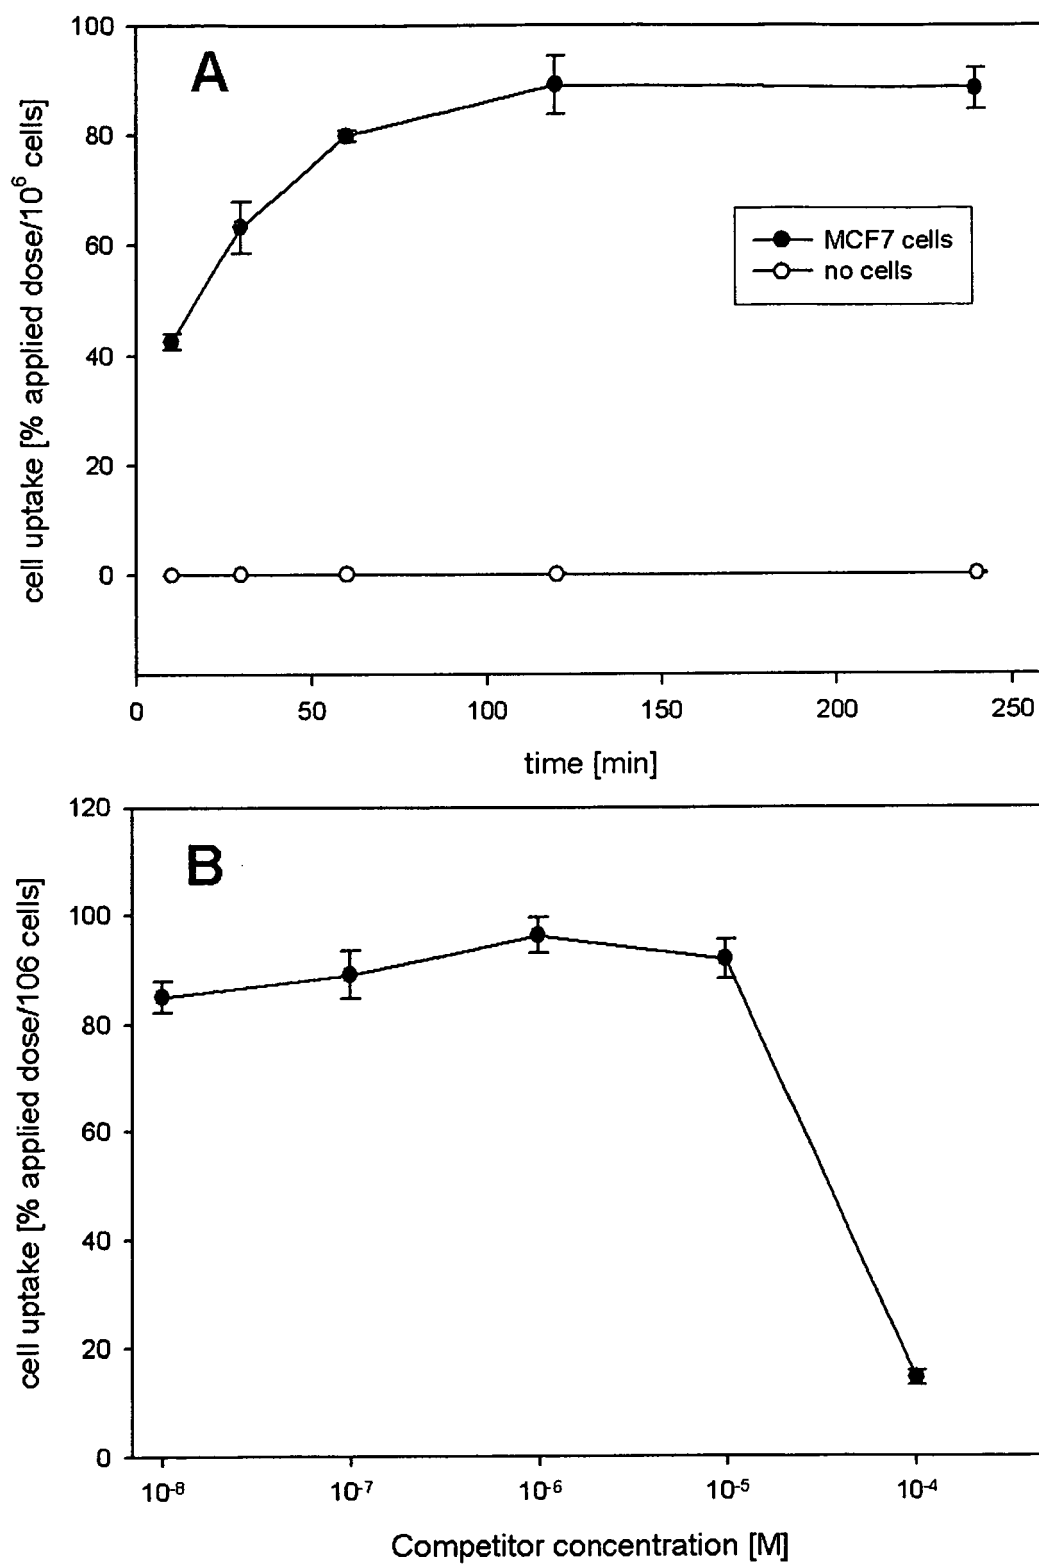 A
100
80
60
40
20
0
cell uptake [% applied dose/10⁶ cells]
MCF7 cells
no cells
0 50 100 150 200 250
time [min]
B
120
100
80
60
40
20
0
cell uptake [% applied dose/106 cells]
10⁻⁸ 10⁻⁷ 10⁻⁶ 10⁻⁵ 10⁻⁴
Competitor concentration [M]